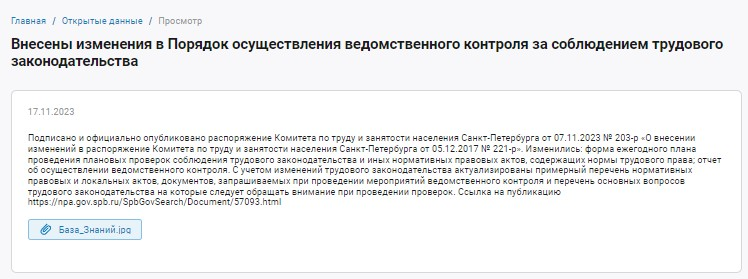 Главная / Открытые данные / Просмотр
Внесены изменения в Порядок осуществления ведомственного контроля за соблюдением трудового
законодательства
17.11.2023
Подписано и официально опубликовано распоряжение Комитета по труду и занятости населения Санкт-Петербурга от 07.11.2023 № 203-р «О внесении
изменений в распоряжение Комитета по труду и занятости населения Санкт-Петербурга от 05.12.2017 № 221-р». Изменились: форма ежегодного плана
проведения плановых проверок соблюдения трудового законодательства и иных нормативных правовых актов, содержащих нормы трудового права; отчет
об осуществлении ведомственного контроля. С учетом изменений трудового законодательства актуализированы примерный перечень нормативных
правовых и локальных актов, документов, запрашиваемых при проведении мероприятий ведомственного контроля и перечень основных вопросов
трудового законодательства на которые следует обращать внимание при проведении проверок. Ссылка на публикацию
https://npa.gov.spb.ru/SpbGovSearch/Document/57093.html
База_Знаний.jpg